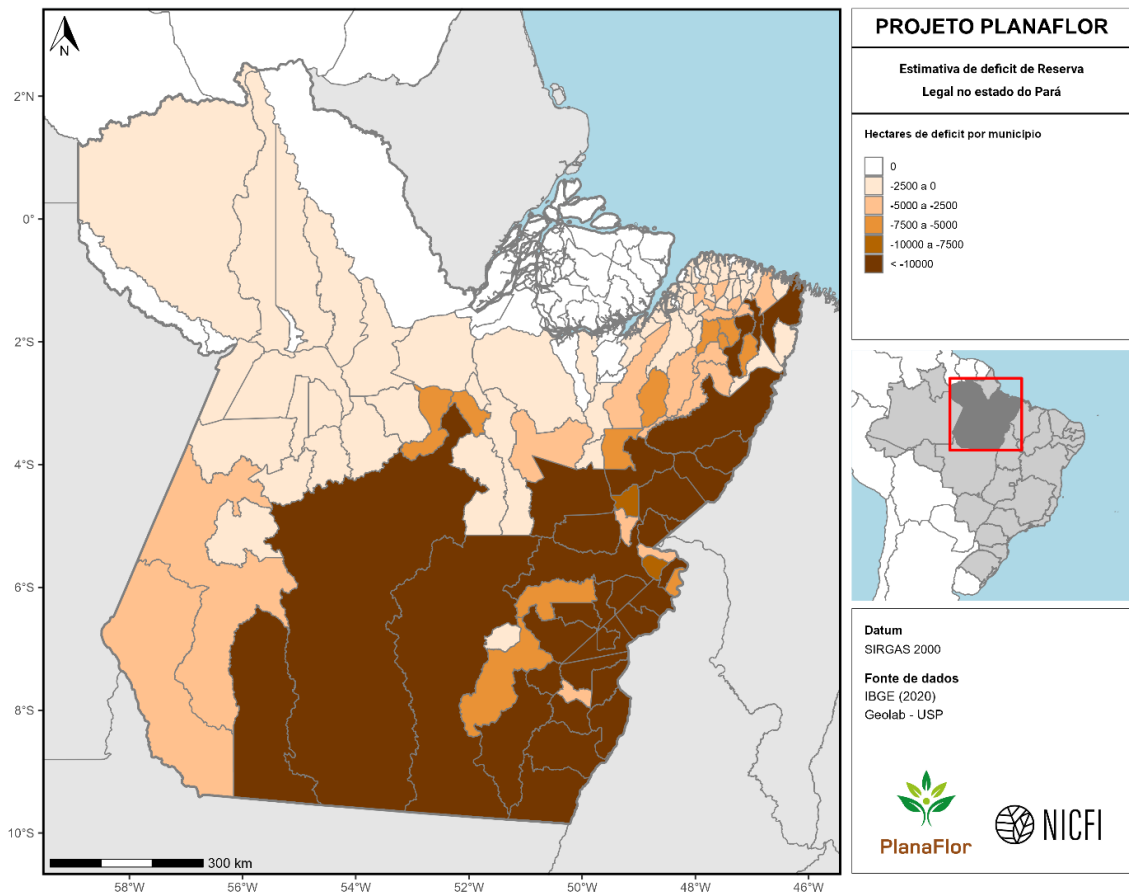 N
2°N
0°
2°S
4°S
6°S
8°S
10°S
300 km
58°W
56°W
54°W
52°W
50°W
48°W
46°W
PROJETO PLANAFLOR
Estimativa de deficit de Reserva
Legal no estado do Pará
Hectares de deficit por município
0
-2500 a 0
-5000 a -2500
-7500 a -5000
-10000 a -7500
< -10000
Datum
SIRGAS 2000
Fonte de dados
IBGE (2020)
Geolab - USP
PlanaFlor
NICFI